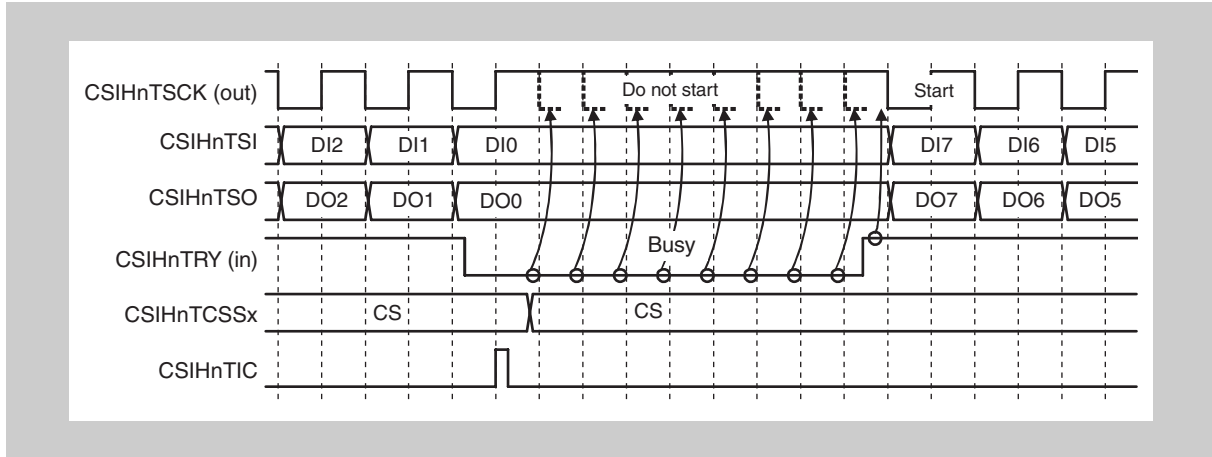 CSIHnTSCK (out) Do not start Start
CSIHnTSI DI2 DI1 DI0 DI7 DI6 DI5
CSIHnTSO DO2 DO1 DO0 DO7 DO6 DO5
CSIHnTRY (in) Busy
CSIHnTCSSx CS CS
CSIHnTIC